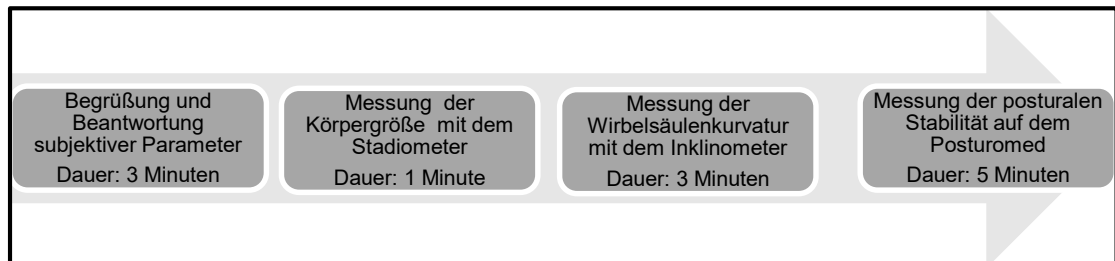 Begrüßung und
Beantwortung
subjektiver Parameter
Dauer: 3 Minuten
Messung der
Körpergröße mit dem
Stadiometer
Dauer: 1 Minute
Messung der
Wirbelsäulenkurvatur
mit dem Inklinometer
Dauer: 3 Minuten
Messung der posturalen
Stabilität auf dem
Posturomed
Dauer: 5 Minuten